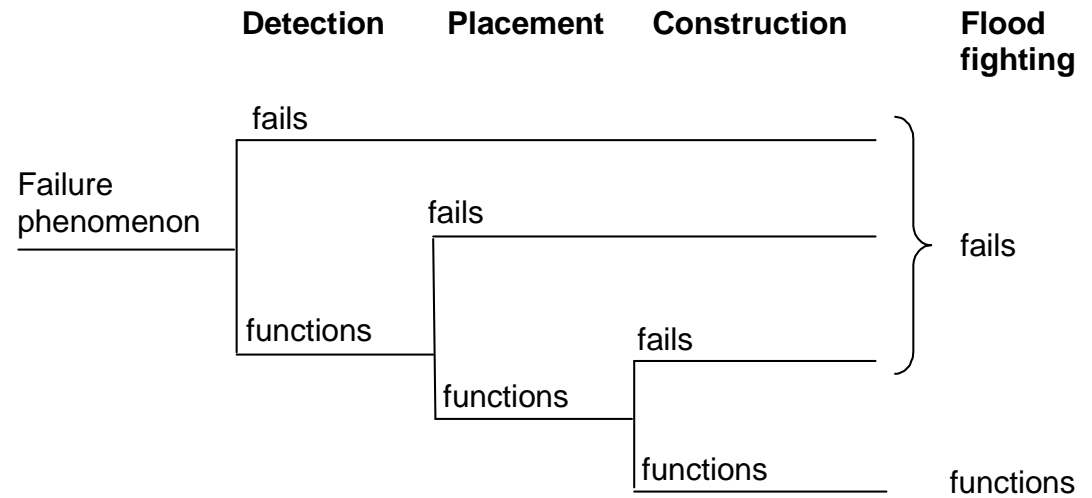 Detection Placement Construction Flood
fighting
fails
Failure
phenomenon
fails
fails
functions
fails
functions
functions
functions